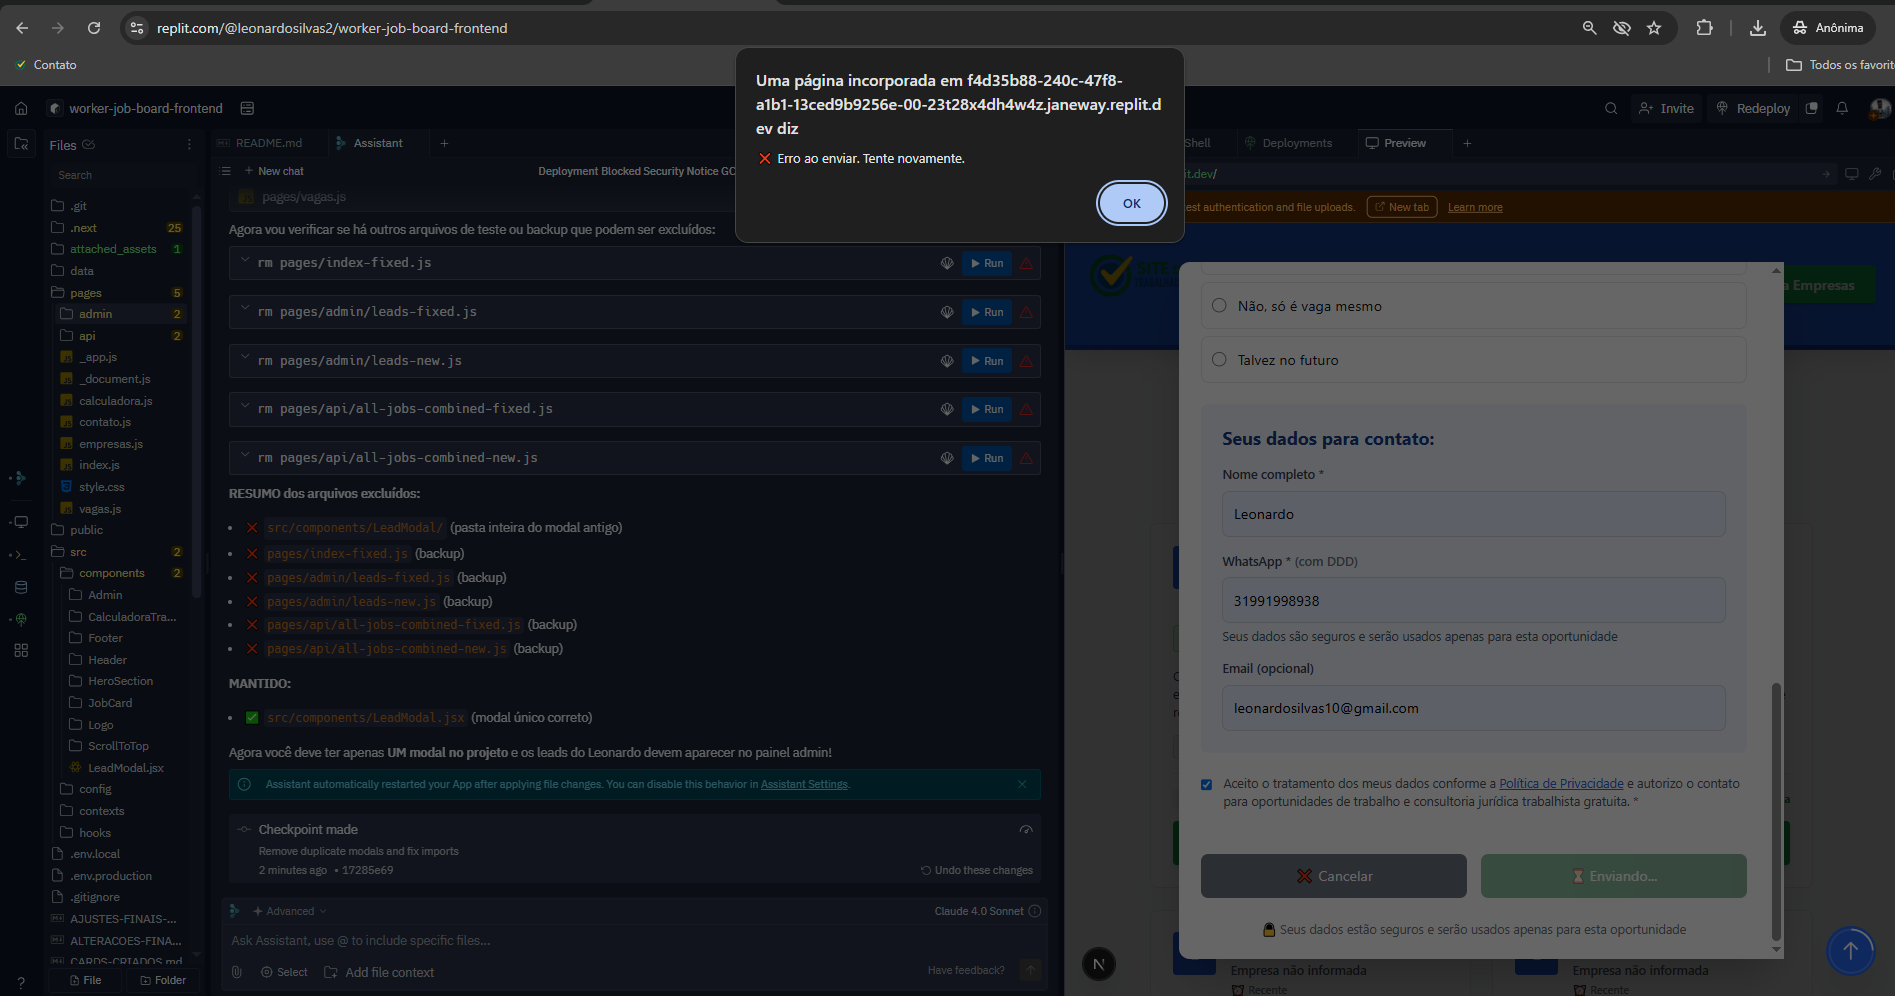 replit.com/@leonardosilvas2/worker-job-board-frontend
Anônima
Contato
Todos os favorit
Uma página incorporada em f4d35b88-240c-47f8-
a1b1-13ced9b9256e-00-23t28x4dh4w4z.janeway.replit.d
ev diz
❌ Erro ao enviar. Tente novamente.
OK
worker-job-board-frontend
Invite
Redeploy
Files
README.md
Assistant
Shell
Deployments
Preview
Search
New chat
Deployment Blocked Security Notice GC
it.dev/
.git
.next 25
attached_assets 1
data
pages 5
admin 2
api 2
_app.js
_document.js
calculadora.js
contato.js
empresas.js
index.js
style.css
vagas.js
public
src 2
components 2
Admin
CalculadoraTra...
Footer
Header
HeroSection
JobCard
Logo
ScrollToTop
LeadModal.jsx
config
contexts
hooks
.env.local
.env.production
.gitignore
AJUSTES-FINAIS-...
ALTERACOES-FINA...
CARDS-CRIADOS.md
File
Folder
pages/vagas.js
Agora vou verificar se há outros arquivos de teste ou backup que podem ser excluídos:
rm pages/index-fixed.js
Run
rm pages/admin/leads-fixed.js
Run
rm pages/admin/leads-new.js
Run
rm pages/api/all-jobs-combined-fixed.js
Run
rm pages/api/all-jobs-combined-new.js
Run
RESUMO dos arquivos excluídos:
• ❌ src/components/LeadModal/ (pasta inteira do modal antigo)
• ❌ pages/index-fixed.js (backup)
• ❌ pages/admin/leads-fixed.js (backup)
• ❌ pages/admin/leads-new.js (backup)
• ❌ pages/api/all-jobs-combined-fixed.js (backup)
• ❌ pages/api/all-jobs-combined-new.js (backup)
MANTIDO:
• ✅ src/components/LeadModal.jsx (modal único correto)
Agora você deve ter apenas UM modal no projeto e os leads do Leonardo devem aparecer no painel admin!
Assistant automatically restarted your App after applying file changes. You can disable this behavior in Assistant Settings.
Checkpoint made
Remove duplicate modals and fix imports
2 minutes ago • 17285e69
Undo these changes
Advanced
Claude 4.0 Sonnet
Ask Assistant, use @ to include specific files...
Select
Add file context
Have feedback?
est authentication and file uploads.
New tab
Learn more
SITE
a Empresas
Não, só é vaga mesmo
Talvez no futuro
Seus dados para contato:
Nome completo *
Leonardo
WhatsApp * (com DDD)
31991998938
Seus dados são seguros e serão usados apenas para esta oportunidade
Email (opcional)
leonardosilvas10@gmail.com
Aceito o tratamento dos meus dados conforme a Política de Privacidade e autorizo o contato
para oportunidades de trabalho e consultoria jurídica trabalhista gratuita. *
❌ Cancelar
⏳ Enviando...
🔒 Seus dados estão seguros e serão usados apenas para esta oportunidade
N
Empresa não informada
Recente
Empresa não informada
Recente